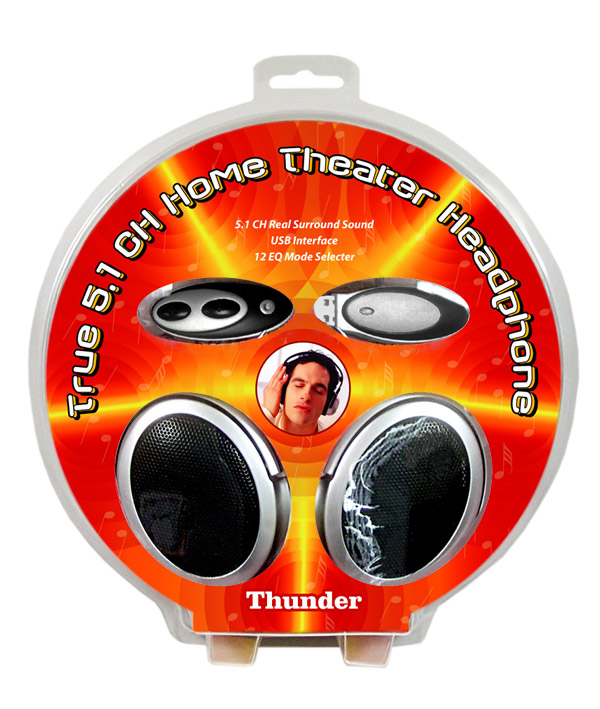 True 5.1 CH Home Theater Headphone
5.1 CH Real Surround Sound
USB Interface
12 EQ Mode Selecter
Thunder